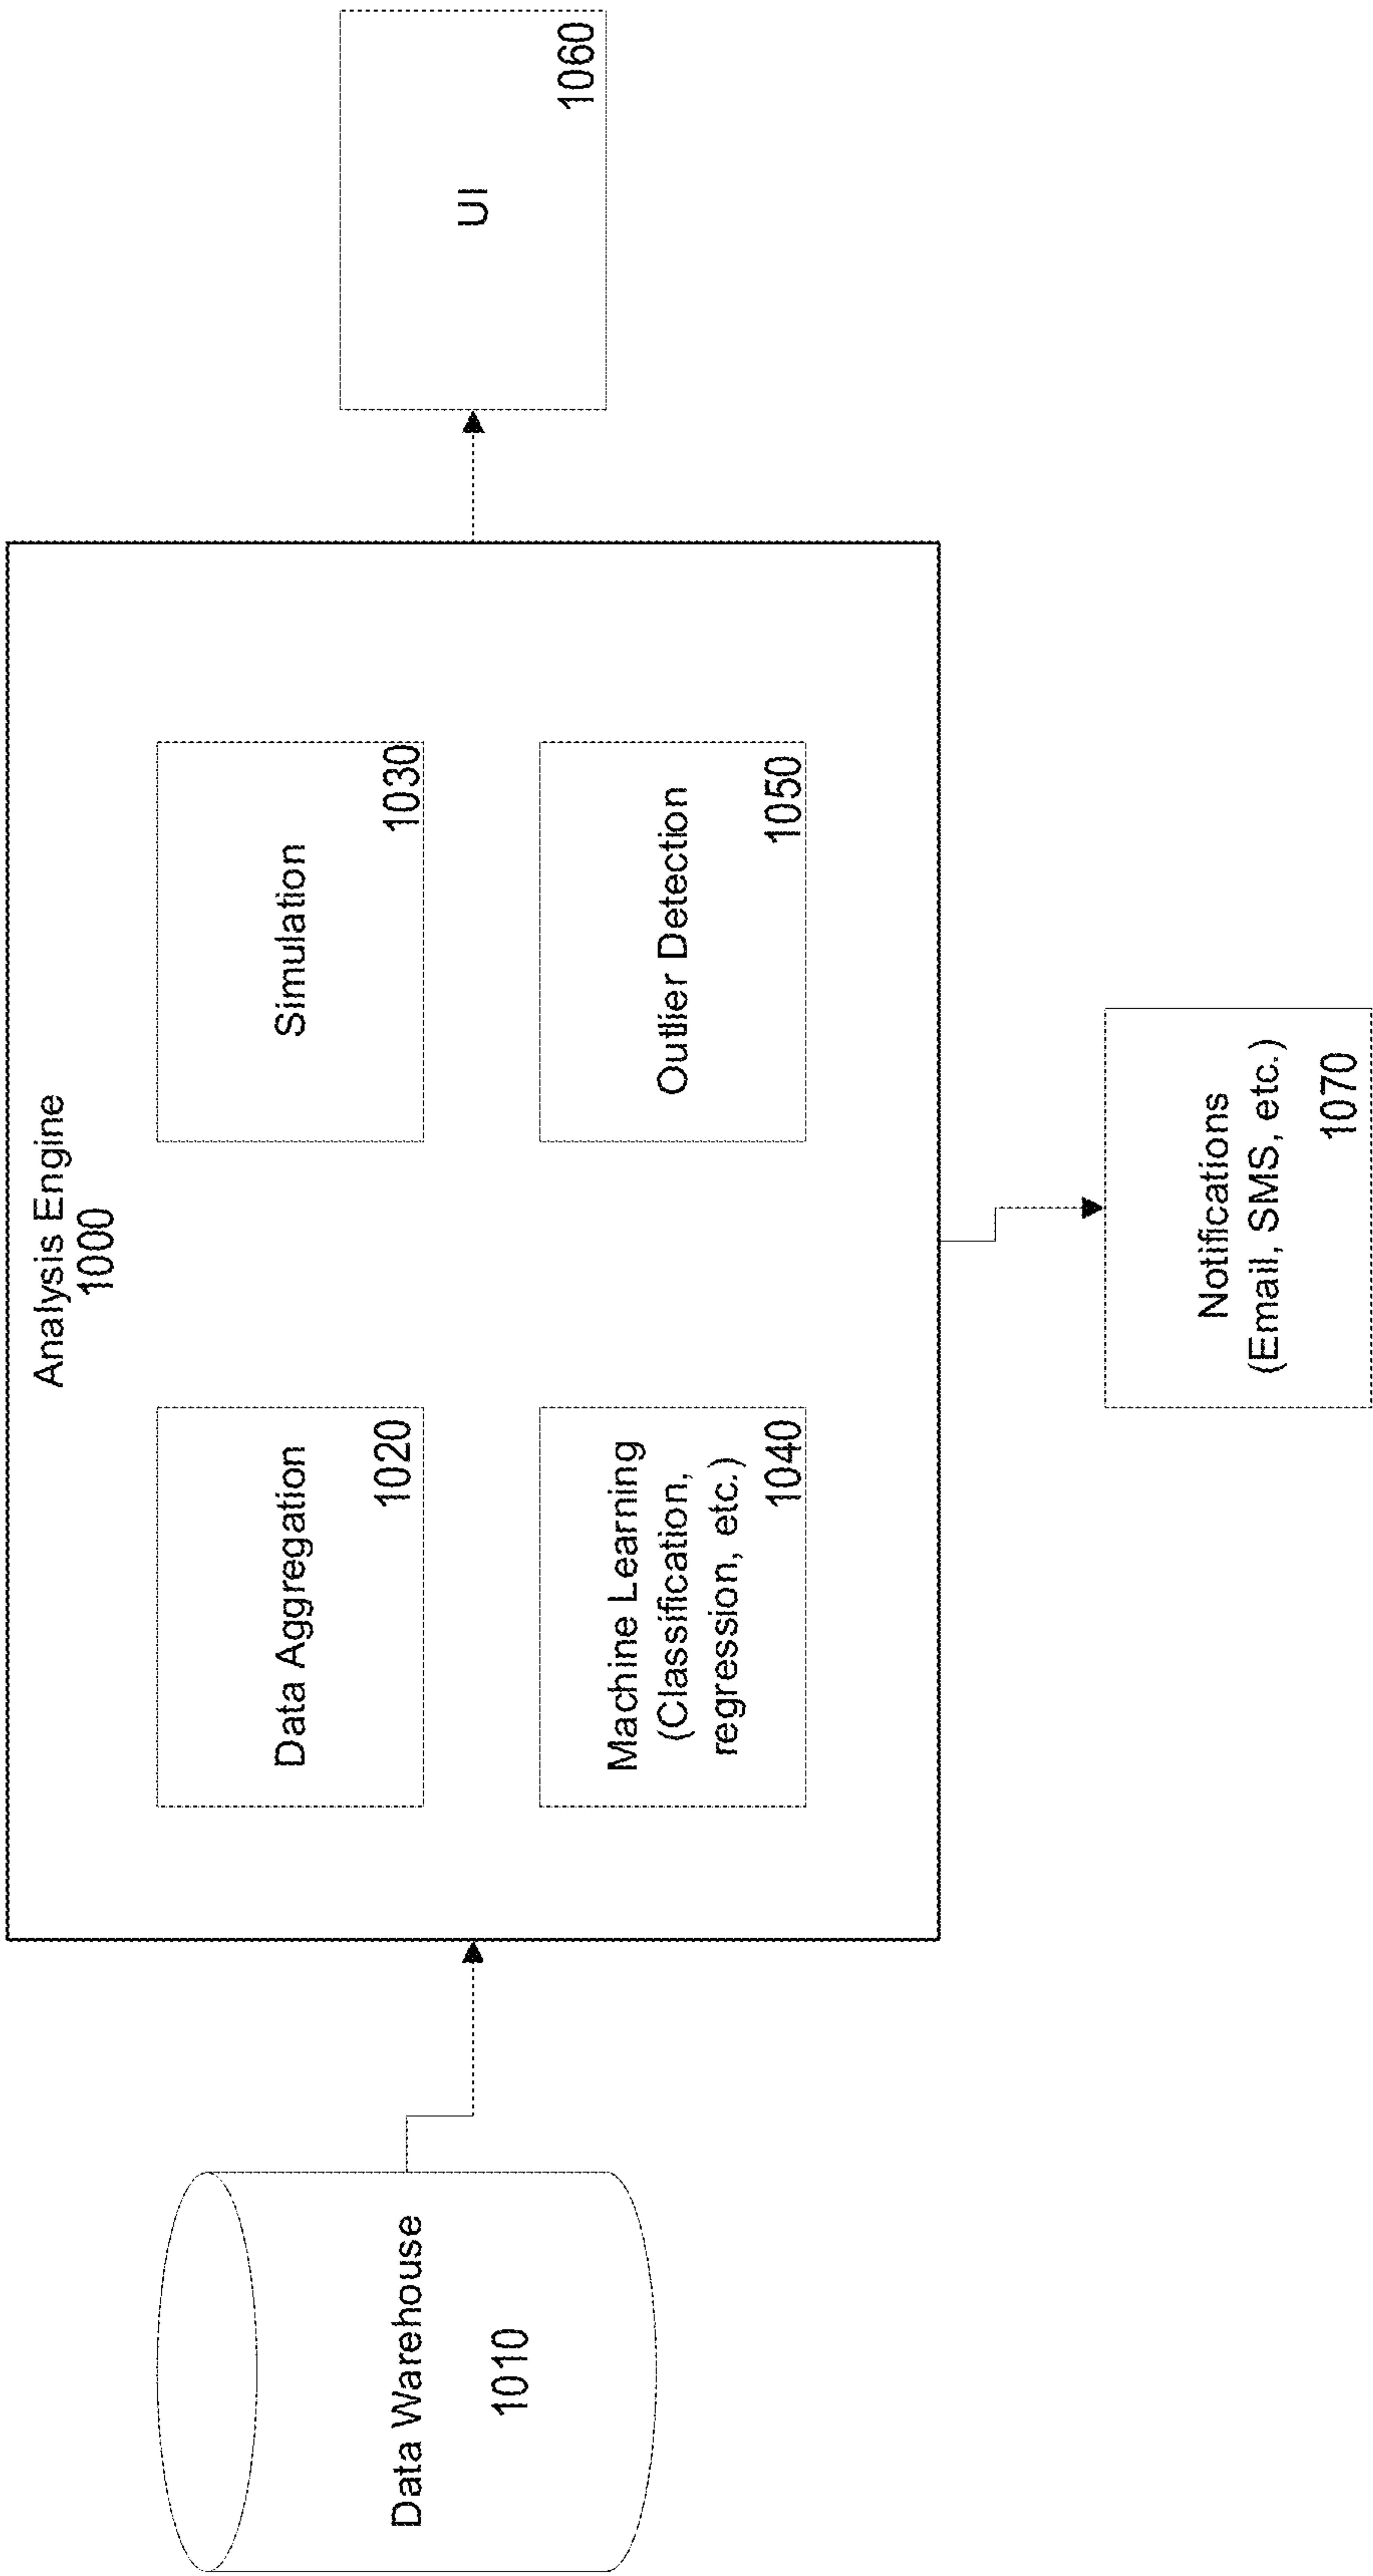 Analysis Engine
1000
Data Warehouse
1010
Data Aggregation
1020
Simulation
1030
Machine Learning
(Classification,
regression, etc.)
1040
Outlier Detection
1050
UI
1060
Notifications
(Email, SMS, etc.)
1070